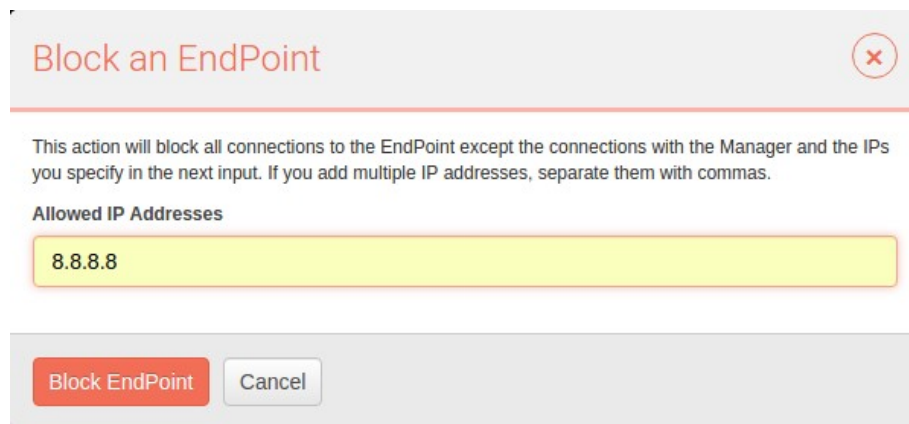 Block an EndPoint
This action will block all connections to the EndPoint except the connections with the Manager and the IPs
you specify in the next input. If you add multiple IP addresses, separate them with commas.
Allowed IP Addresses
8.8.8.8
Block EndPoint
Cancel